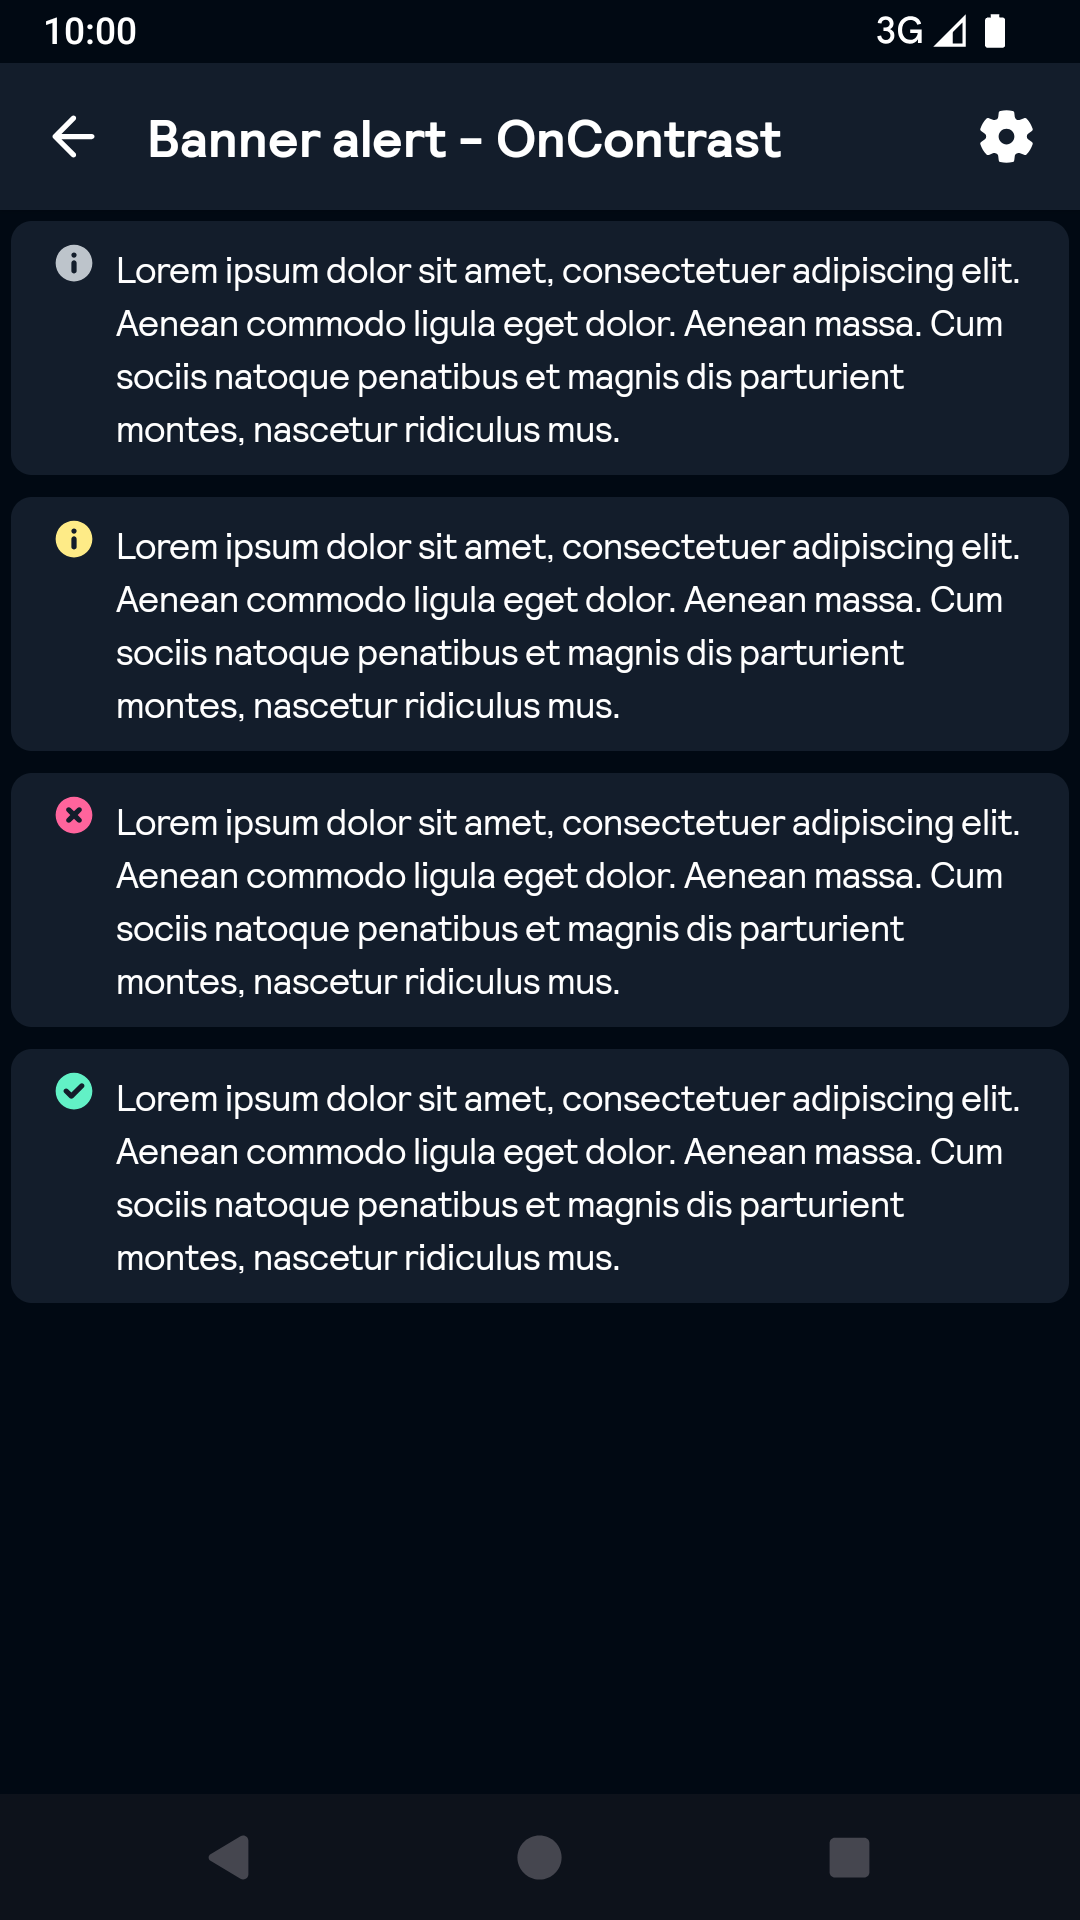 10:00
3G
Banner alert - OnContrast
Lorem ipsum dolor sit amet, consectetuer adipiscing elit.
Aenean commodo ligula eget dolor. Aenean massa. Cum
sociis natoque penatibus et magnis dis parturient
montes, nascetur ridiculus mus.
Lorem ipsum dolor sit amet, consectetuer adipiscing elit.
Aenean commodo ligula eget dolor. Aenean massa. Cum
sociis natoque penatibus et magnis dis parturient
montes, nascetur ridiculus mus.
Lorem ipsum dolor sit amet, consectetuer adipiscing elit.
Aenean commodo ligula eget dolor. Aenean massa. Cum
sociis natoque penatibus et magnis dis parturient
montes, nascetur ridiculus mus.
Lorem ipsum dolor sit amet, consectetuer adipiscing elit.
Aenean commodo ligula eget dolor. Aenean massa. Cum
sociis natoque penatibus et magnis dis parturient
montes, nascetur ridiculus mus.